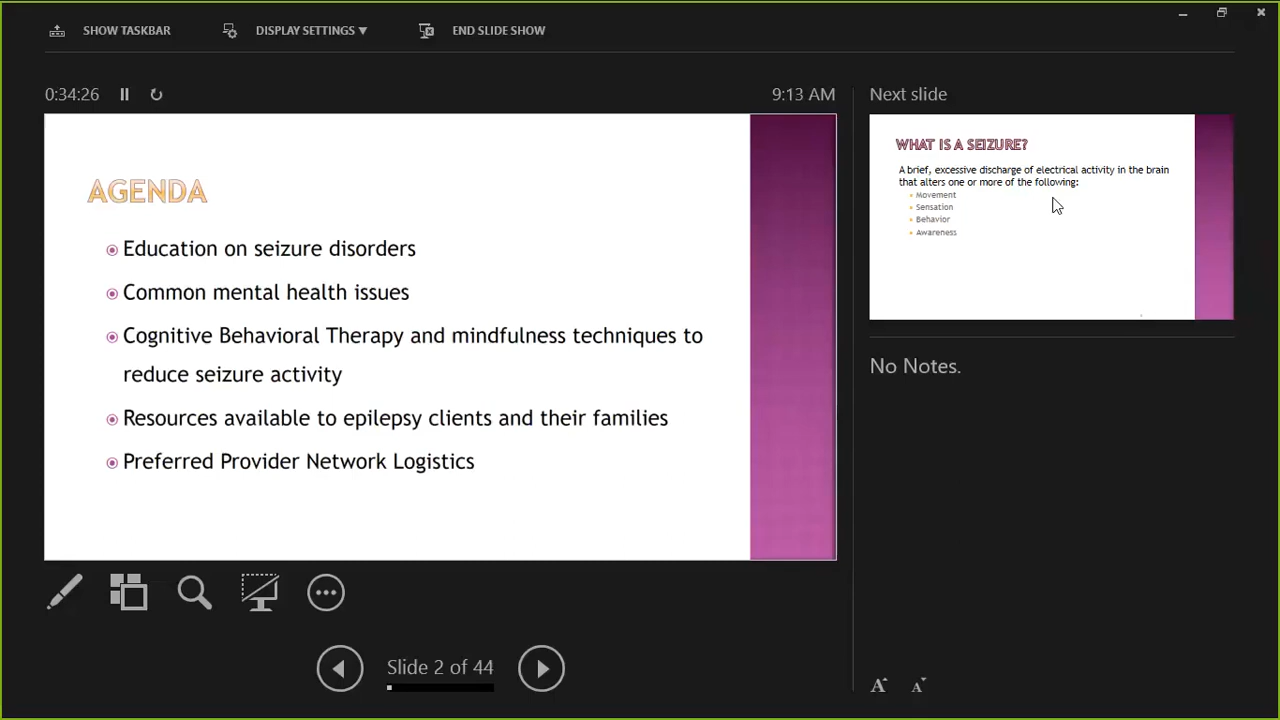 SHOW TASKBAR
DISPLAY SETTINGS
END SLIDE SHOW
0:34:26
9:13 AM
AGENDA
Education on seizure disorders
Common mental health issues
Cognitive Behavioral Therapy and mindfulness techniques to
reduce seizure activity
Resources available to epilepsy clients and their families
Preferred Provider Network Logistics
Slide 2 of 44
Next slide
WHAT IS A SEIZURE?
A brief, excessive discharge of electrical activity in the brain
that alters one or more of the following:
Movement
Sensation
Behavior
Awareness
No Notes.
A A